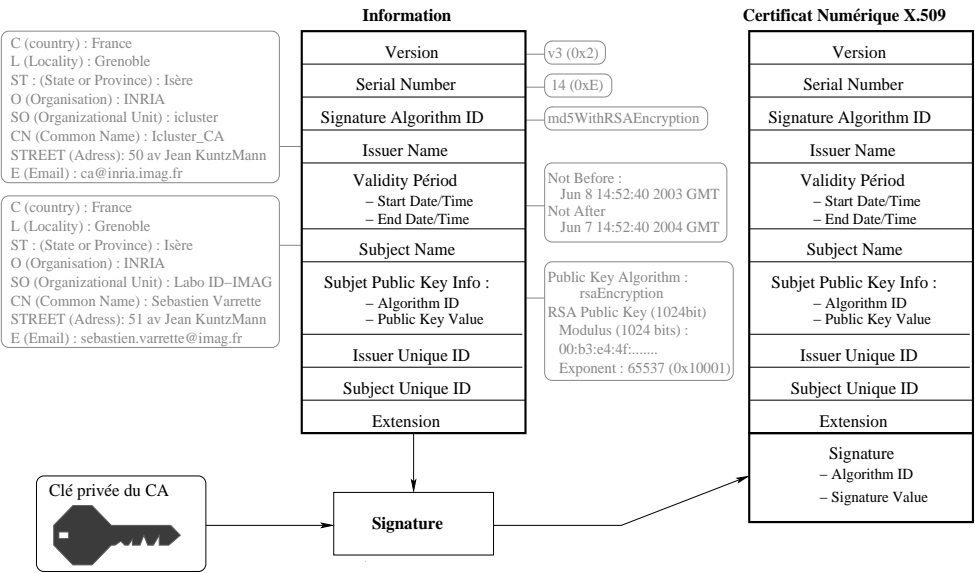 Information
Certificat Numérique X.509
C (country) : France
L (Locality) : Grenoble
ST : (State or Province) : Isère
O (Organisation) : INRIA
SO (Organizational Unit) : icluster
CN (Common Name) : Icluster_CA
STREET (Adress): 50 av Jean KuntzMann
E (Email) : ca@inria.imag.fr
C (country) : France
L (Locality) : Grenoble
ST : (State or Province) : Isère
O (Organisation) : INRIA
SO (Organizational Unit) : Labo ID–IMAG
CN (Common Name) : Sebastien Varrette
STREET (Adress): 51 av Jean KuntzMann
E (Email) : sebastien.varrette@imag.fr
Version
Serial Number
Signature Algorithm ID
Issuer Name
Validity Périod
– Start Date/Time
– End Date/Time
Subject Name
Subjet Public Key Info :
– Algorithm ID
– Public Key Value
Issuer Unique ID
Subject Unique ID
Extension
v3 (0x2)
14 (0xE)
md5WithRSAEncryption
Not Before :
Jun 8 14:52:40 2003 GMT
Not After
Jun 7 14:52:40 2004 GMT
Public Key Algorithm :
rsaEncryption
RSA Public Key (1024bit)
Modulus (1024 bits) :
00:b3:e4:4f:.......
Exponent : 65537 (0x10001)
Version
Serial Number
Signature Algorithm ID
Issuer Name
Validity Périod
– Start Date/Time
– End Date/Time
Subject Name
Subjet Public Key Info :
– Algorithm ID
– Public Key Value
Issuer Unique ID
Subject Unique ID
Extension
Signature
– Algorithm ID
– Signature Value
Clé privée du CA
Signature